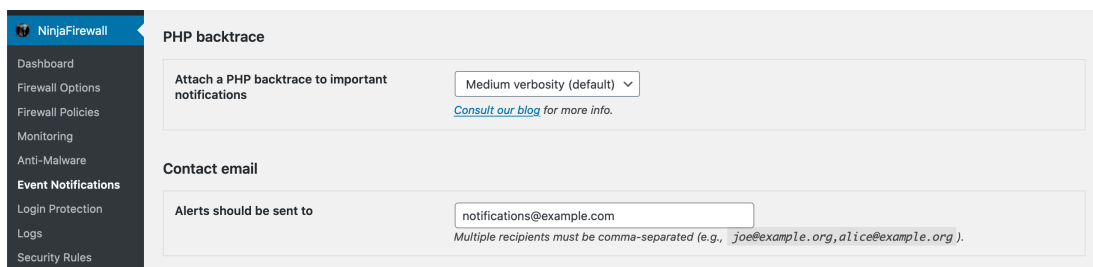 NinjaFirewall
Dashboard
Firewall Options
Firewall Policies
Monitoring
Anti-Malware
Event Notifications
Login Protection
Logs
Security Rules
PHP backtrace
Attach a PHP backtrace to important
notifications
Medium verbosity (default)
Consult our blog for more info.
Contact email
Alerts should be sent to
notifications@example.com
Multiple recipients must be comma-separated (e.g., joe@example.org,alice@example.org ).